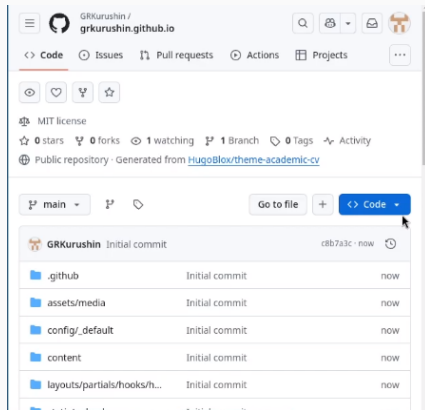 GRKurushin /
grkurushin.github.io
Code Issues Pull requests Actions Projects ...
MIT license
0 stars 0 forks 1 watching 1 Branch 0 Tags Activity
Public repository · Generated from HugoBlox/theme-academic-cv
main Go to file Code
GRKurushin Initial commit c8b7a3c · now
.github Initial commit now
assets/media Initial commit now
config/_default Initial commit now
content Initial commit now
layouts/partials/hooks/h... Initial commit now